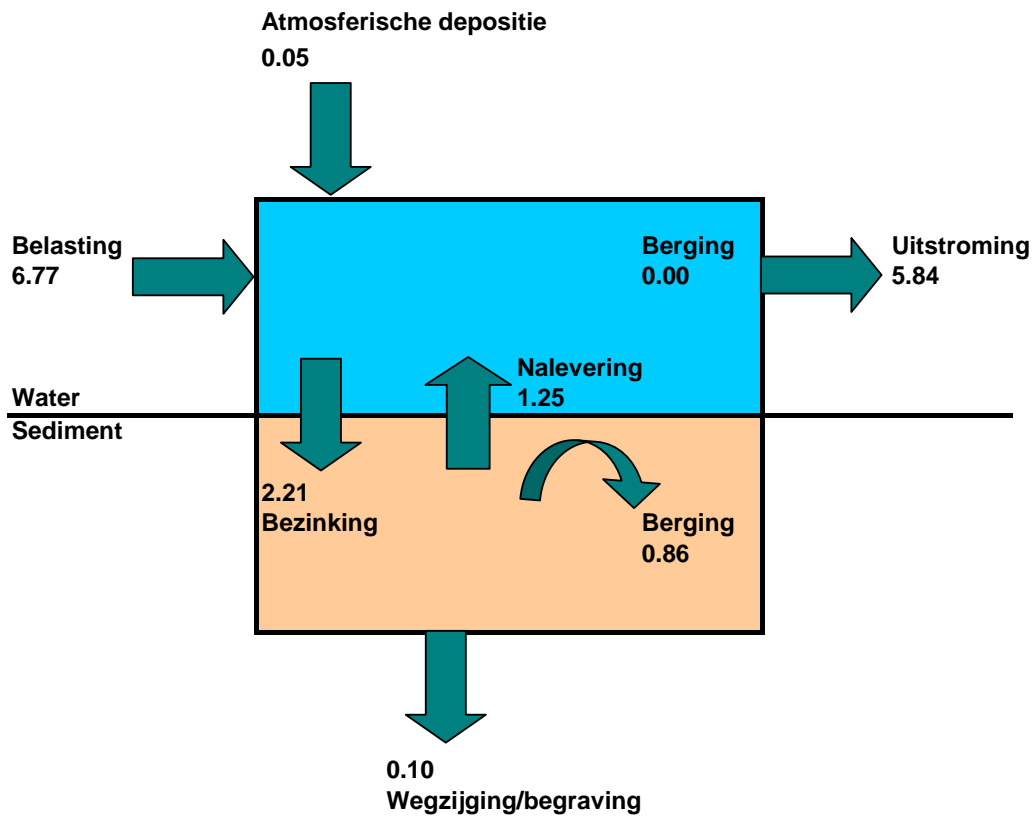 Atmosferische depositie
0.05
Belasting
6.77
Berging
0.00
Uitstroming
5.84
Nalevering
1.25
Water
Sediment
2.21
Bezinking
Berging
0.86
0.10
Wegzijging/begraving